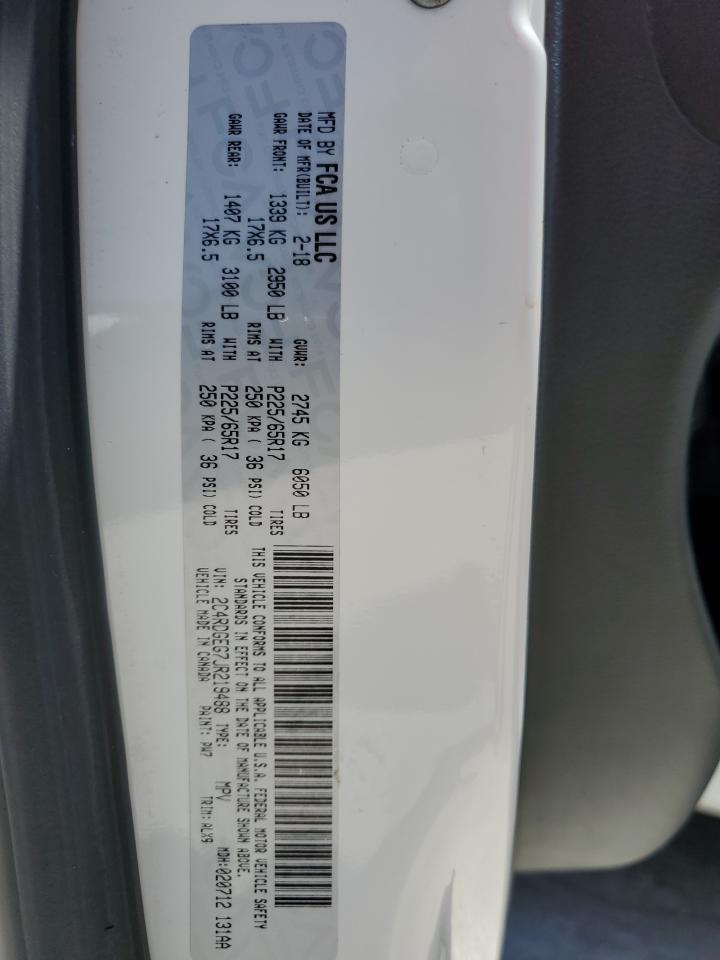 MFD BY FCA US LLC
DATE OF MFR(BUILT): 2-18 GVWR: 2745 KG 6050 LB
GAWR FRONT: 1339 KG 2950 LB WITH P225/65R17 TIRES
17X6.5 RIMS AT 250 KPA ( 36 PSI) COLD
GAWR REAR: 1407 KG 3100 LB WITH P225/65R17 TIRES
17X6.5 RIMS AT 250 KPA ( 36 PSI) COLD
THIS VEHICLE CONFORMS TO ALL APPLICABLE U.S.A. FEDERAL MOTOR VEHICLE SAFETY
STANDARDS IN EFFECT ON THE DATE OF MANUFACTURE SHOWN ABOVE.
VIN: 2C4RDGEG7JR219488 TYPE: MPV MDH:020712 131AA
VEHICLE MADE IN CANADA PAINT: PW7 TRIM: ALX9